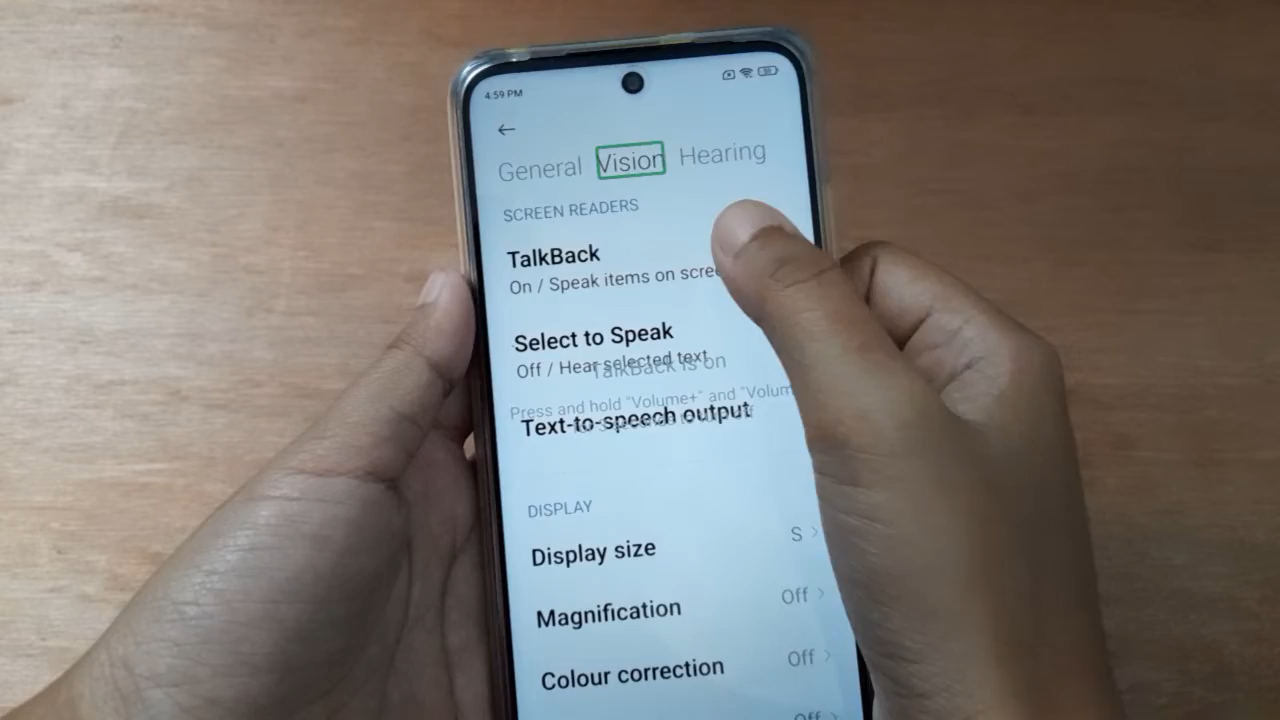 4:59 PM
General Vision Hearing
SCREEN READERS
TalkBack
On / Speak items on scree
Select to Speak
Off / Hear selected text
TalkBack is on
Press and hold "Volume+" and "Volum
Text-to-speech output
DISPLAY
Display size S
Magnification Off
Colour correction Off
Off